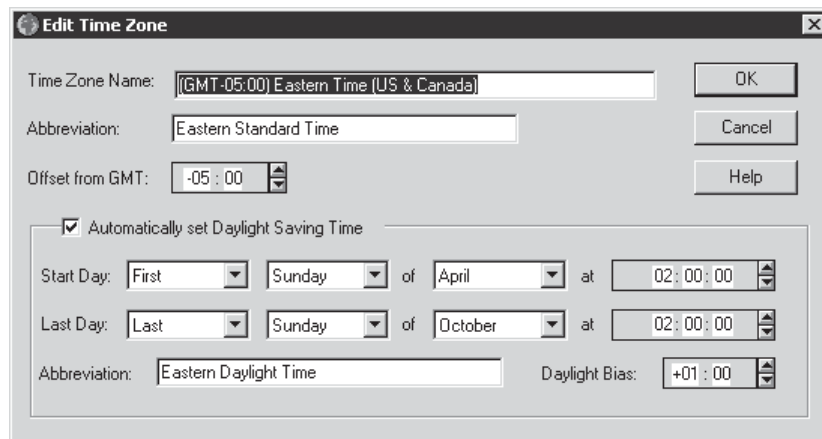 Edit Time Zone
Time Zone Name: (GMT-05:00) Eastern Time (US & Canada) OK
Abbreviation: Eastern Standard Time Cancel
Offset from GMT: -05 : 00 Help
Automatically set Daylight Saving Time
Start Day: First Sunday of April at 02 : 00 : 00
Last Day: Last Sunday of October at 02 : 00 : 00
Abbreviation: Eastern Daylight Time Daylight Bias: +01 : 00